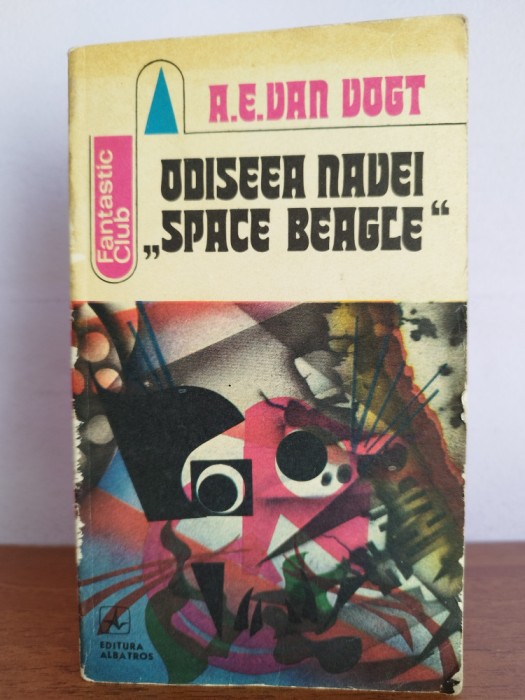 A.E.VAN VOGT
Fantastic
Club
ODISEEA NAVEI
„SPACE BEAGLE“
EDITURA
ALBATROS